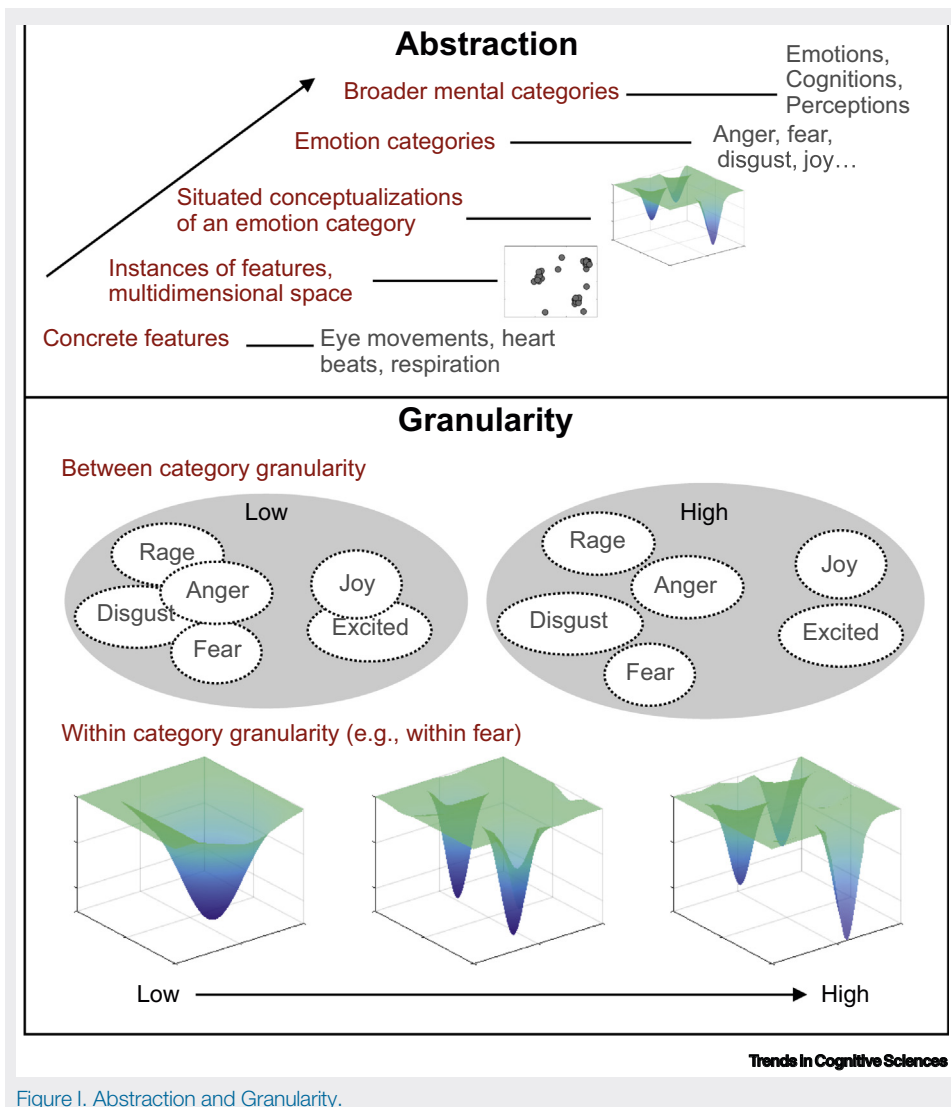 Abstraction
Broader mental categories
Emotions,
Cognitions,
Perceptions
Emotion categories
Anger, fear,
disgust, joy…
Situated conceptualizations
of an emotion category
Instances of features,
multidimensional space
Concrete features
Eye movements, heart
beats, respiration
Granularity
Between category granularity
Low
Rage
Anger
Disgust
Fear
Joy
Excited
High
Rage
Anger
Disgust
Fear
Joy
Excited
Within category granularity (e.g., within fear)
Low
High
Trends in Cognitive Sciences
Figure I. Abstraction and Granularity.